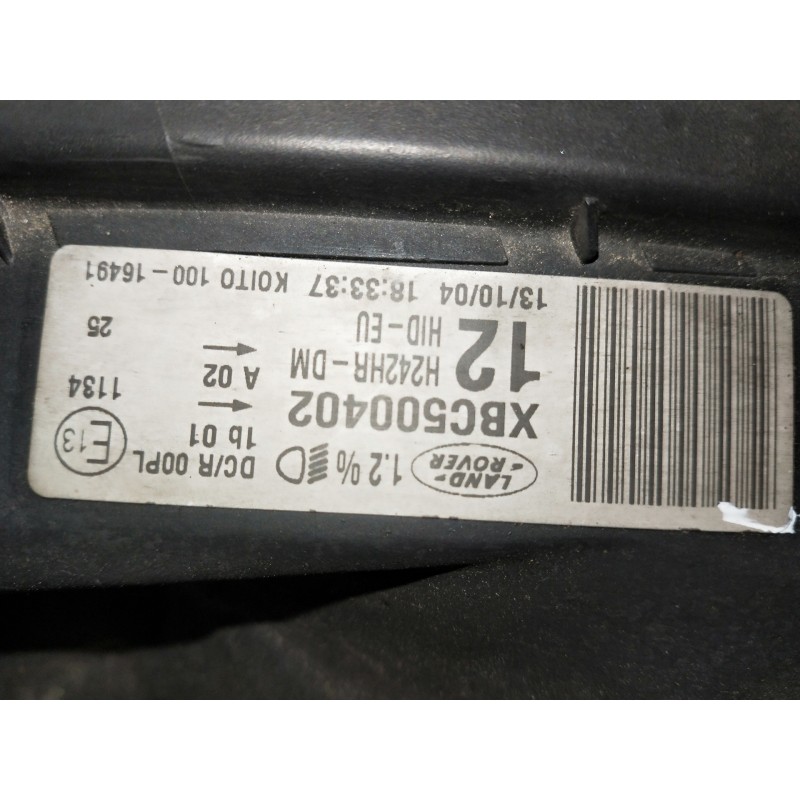 LAND-
ROVER
1.2%
DC/R 00PL
1b 01
E13
XBC500402
→
1134
12
H242HR-DM
HID-EU
A 02
→
25
13/10/04 18:33:37 KOITO 100-16491